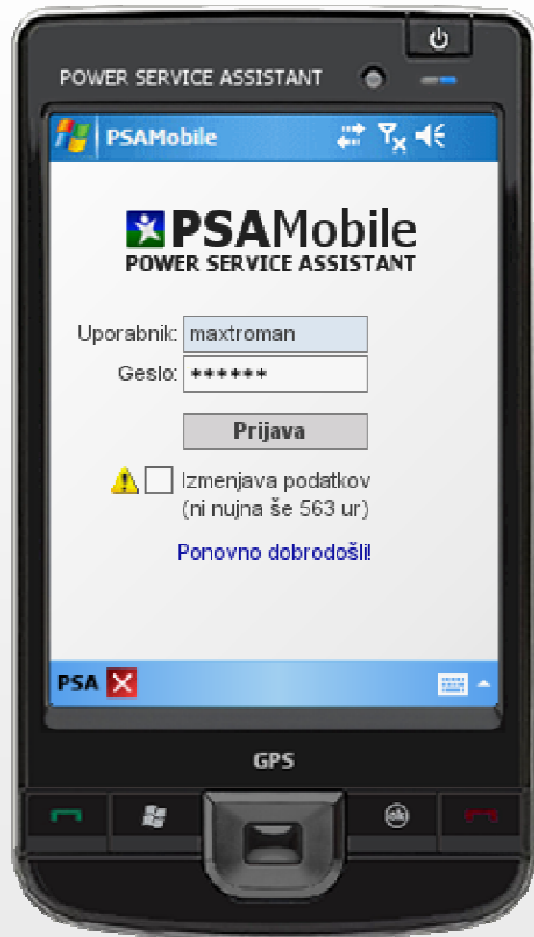 POWER SERVICE ASSISTANT
PSAMobile
PSAMobile
POWER SERVICE ASSISTANT
Uporabnik: maxtroman
Geslo: ******
Prijava
Izmenjava podatkov
(ni nujna še 563 ur)
Ponovno dobrodošli!
PSA
GPS
ok